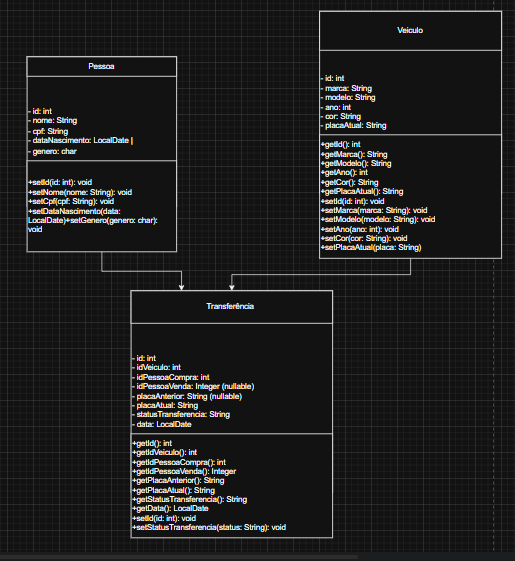 Pessoa
- id: int
- nome: String
- cpf: String
- dataNascimento: LocalDate |
- genero: char
+setId(id: int): void
+setNome(nome: String): void
+setCpf(cpf: String): void
+setDataNascimento(data:
LocalDate)+setGenero(genero: char):
void
Veiculo
- id: int
- marca: String
- modelo: String
- ano: int
- cor: String
- placaAtual: String
+getId(): int
+getMarca(): String
+getModelo(): String
+getAno(): int
+getCor(): String
+getPlacaAtual(): String
+setId(id: int): void
+setMarca(marca: String): void
+setModelo(modelo: String): void
+setAno(ano: int): void
+setCor(cor: String): void
+setPlacaAtual(placa: String)
Transferência
- id: int
- idVeiculo: int
- idPessoaCompra: int
- idPessoaVenda: Integer (nullable)
- placaAnterior: String (nullable)
- placaAtual: String
- statusTransferencia: String
- data: LocalDate
+getId(): int
+getIdVeiculo(): int
+getIdPessoaCompra(): int
+getIdPessoaVenda(): Integer
+getPlacaAnterior(): String
+getPlacaAtual(): String
+getStatusTransferencia(): String
+getData(): LocalDate
+setId(id: int): void
+setStatusTransferencia(status: String): void